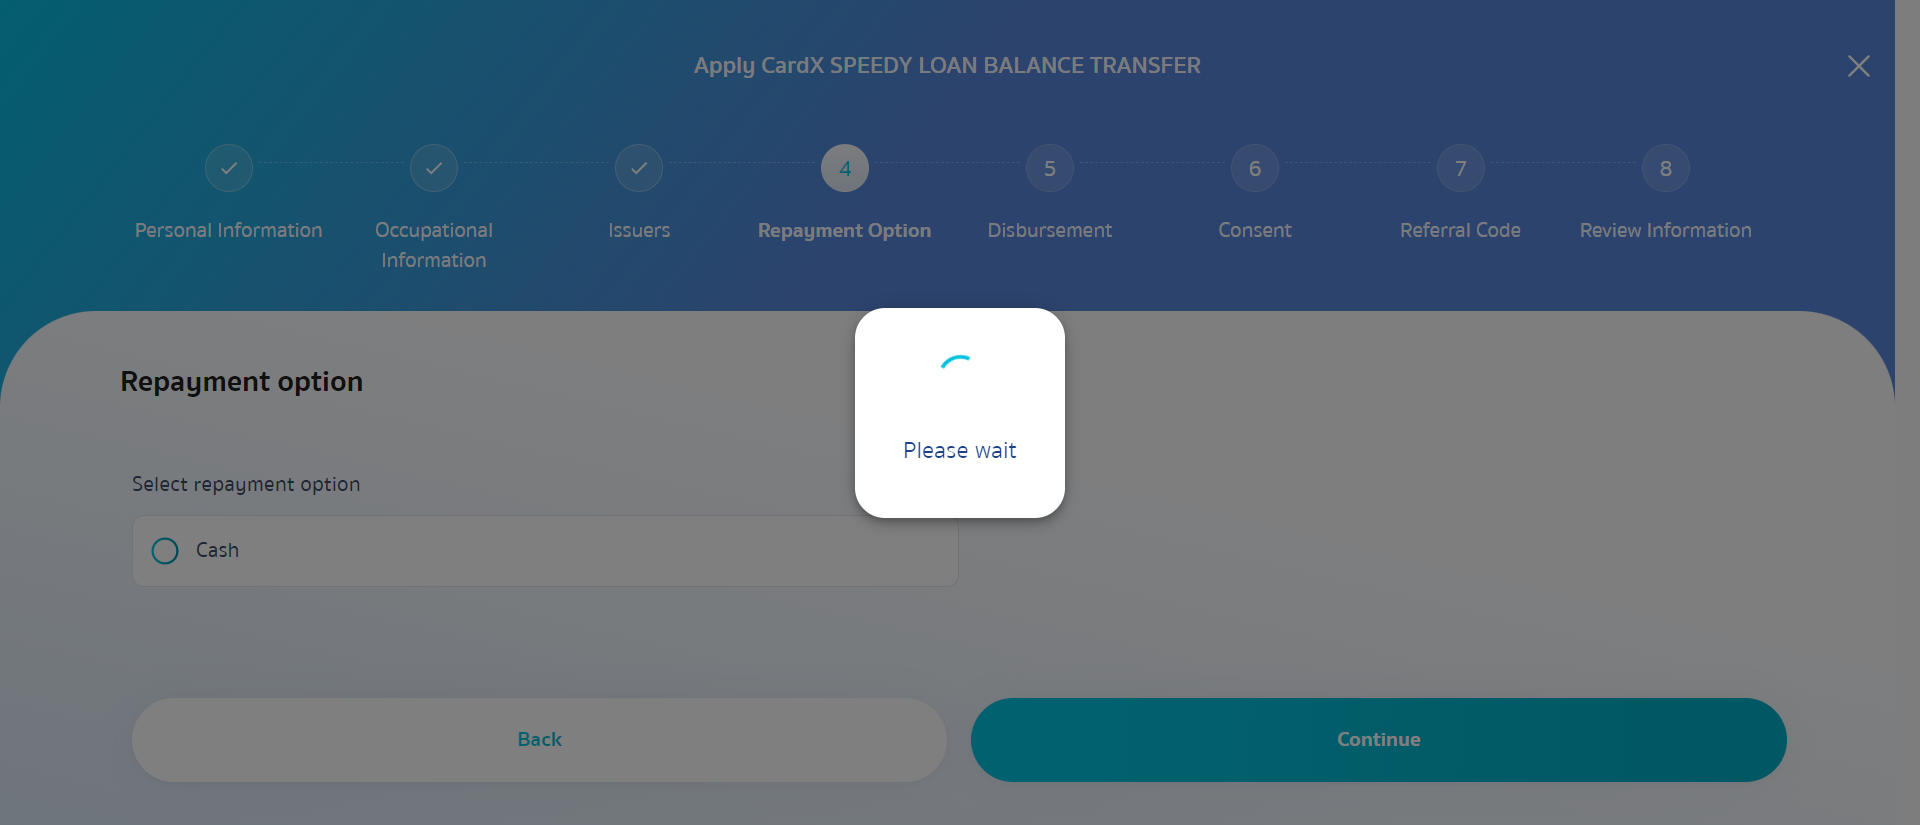 Apply CardX SPEEDY LOAN BALANCE TRANSFER
4
5
6
7
8
Personal Information
Occupational
Information
Issuers
Repayment Option
Disbursement
Consent
Referral Code
Review Information
Repayment option
Please wait
Select repayment option
Cash
Back
Continue